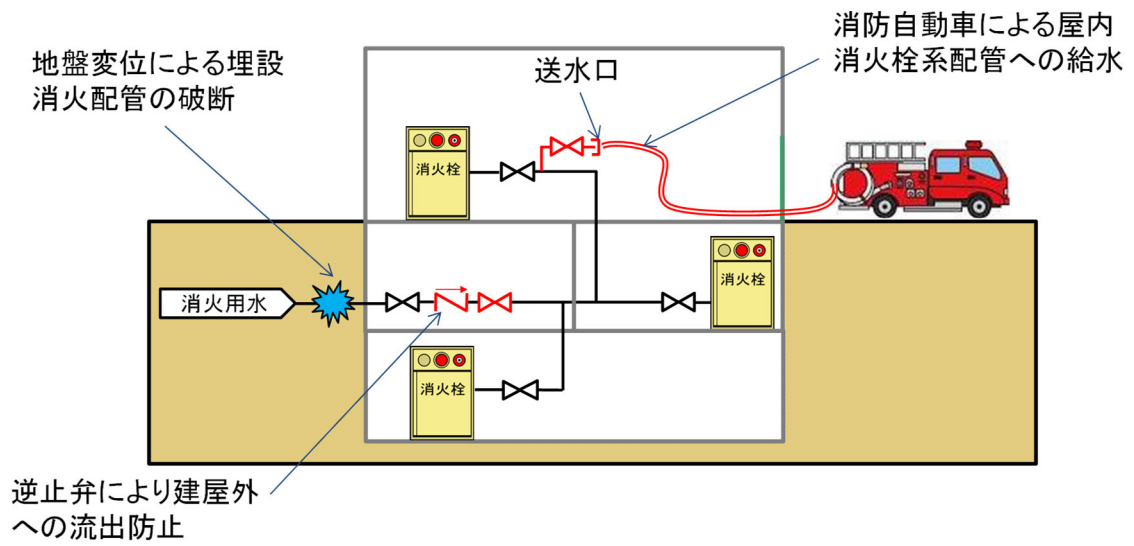 消防自動車による屋内
消火栓系配管への給水
地盤変位による埋設
消火配管の破断
送水口
消火栓
消火栓
消火用水
消火栓
逆止弁により建屋外
への流出防止